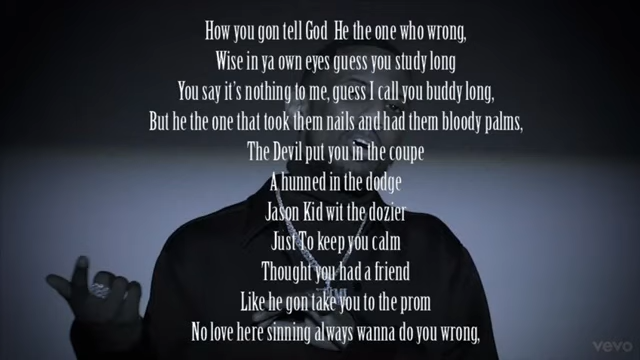 How you gon tell God He the one who wrong,
Wise in ya own eyes guess you study long
You say it's nothing to me, guess I call you buddy long,
But he the one that took them nails and had them bloody palms,
The Devil put you in the coupe
A hunned in the dodge
Jason Kid wit the dozier
Just To keep you calm
Thought you had a friend
Like he gon take you to the prom
No love here sinning always wanna do you wrong,
vevo